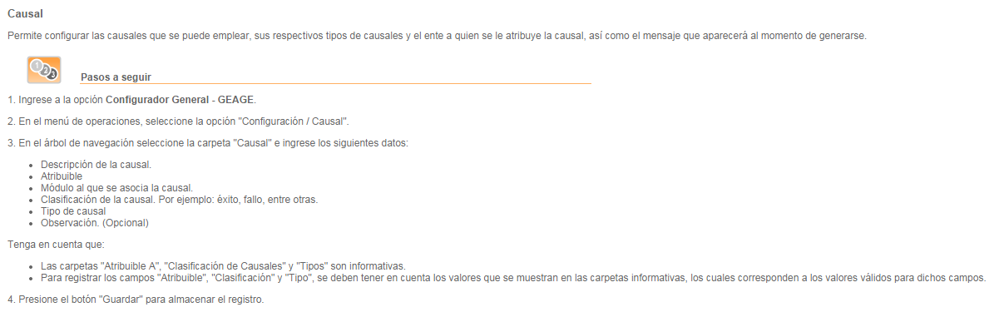 Causal
Permite configurar las causales que se puede emplear, sus respectivos tipos de causales y el ente a quien se le atribuye la causal, así como el mensaje que aparecerá al momento de generarse.
1 2 3
Pasos a seguir
1. Ingrese a la opción Configurador General - GEAGE.
2. En el menú de operaciones, seleccione la opción "Configuración / Causal".
3. En el árbol de navegación seleccione la carpeta "Causal" e ingrese los siguientes datos:
• Descripción de la causal.
• Atribuible
• Módulo al que se asocia la causal.
• Clasificación de la causal. Por ejemplo: éxito, fallo, entre otras.
• Tipo de causal
• Observación. (Opcional)
Tenga en cuenta que:
• Las carpetas "Atribuible A", "Clasificación de Causales" y "Tipos" son informativas.
• Para registrar los campos "Atribuible", "Clasificación" y "Tipo", se deben tener en cuenta los valores que se muestran en las carpetas informativas, los cuales corresponden a los valores válidos para dichos campos.
4. Presione el botón "Guardar" para almacenar el registro.